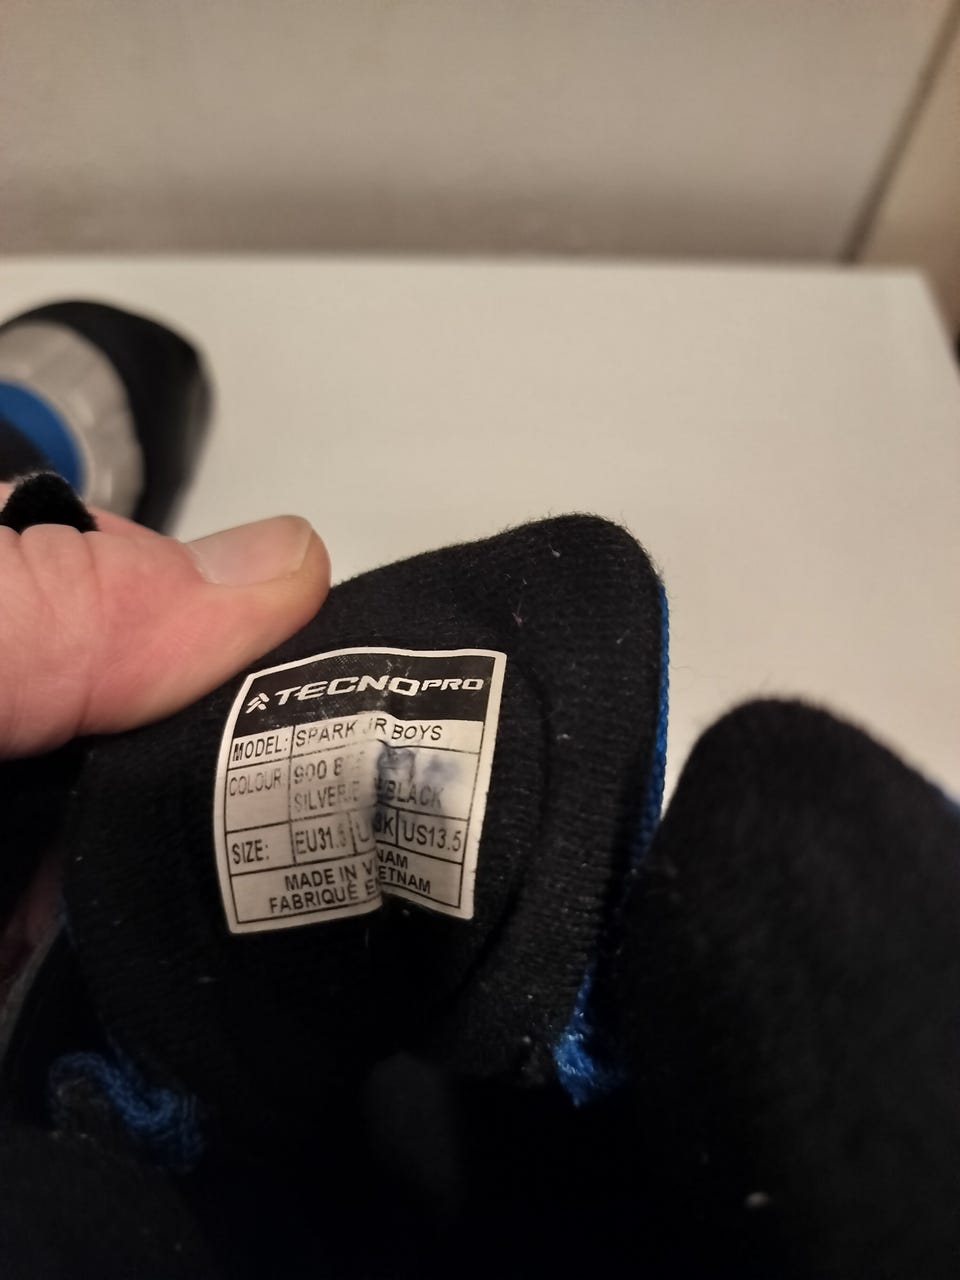 TECNOPRO
MODEL: SPARK JR BOYS
COLOUR 900
SILVER /BLACK
SIZE: EU31.5 US13.5
MADE IN
FABRIQUÉ